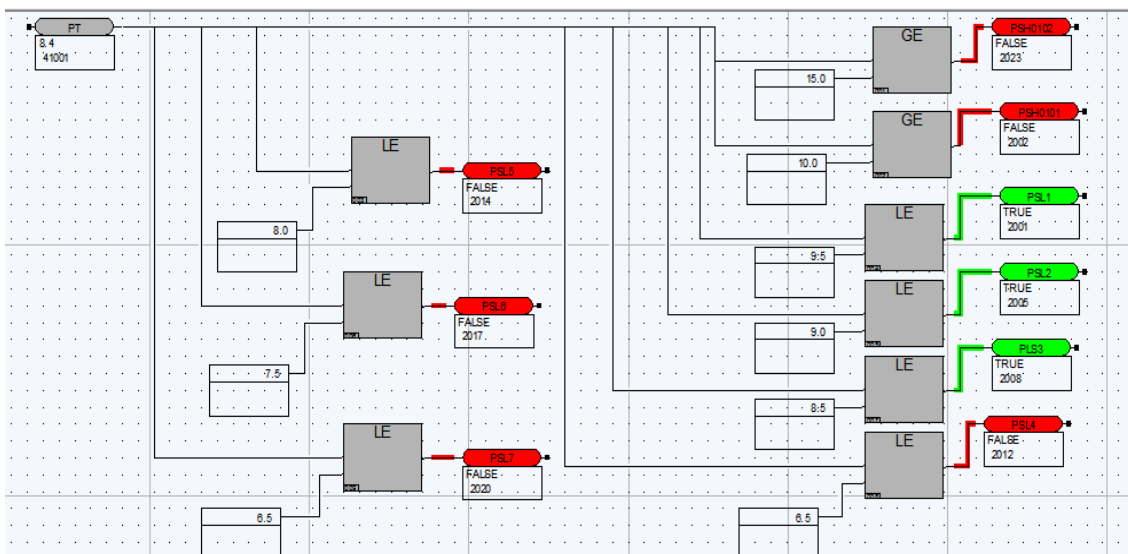 PT
8.4
41001
GE
15.0
PSH0102
FALSE
2023
GE
10.0
PSH0101
FALSE
2002
LE
8.0
PSL5
FALSE
2014
LE
9.5
PSL1
TRUE
2001
LE
9.0
PSL2
TRUE
2005
LE
7.5
PSL6
FALSE
2017
LE
8.5
PLS3
TRUE
2008
LE
6.5
PSL7
FALSE
2020
LE
6.5
PSL4
FALSE
2012